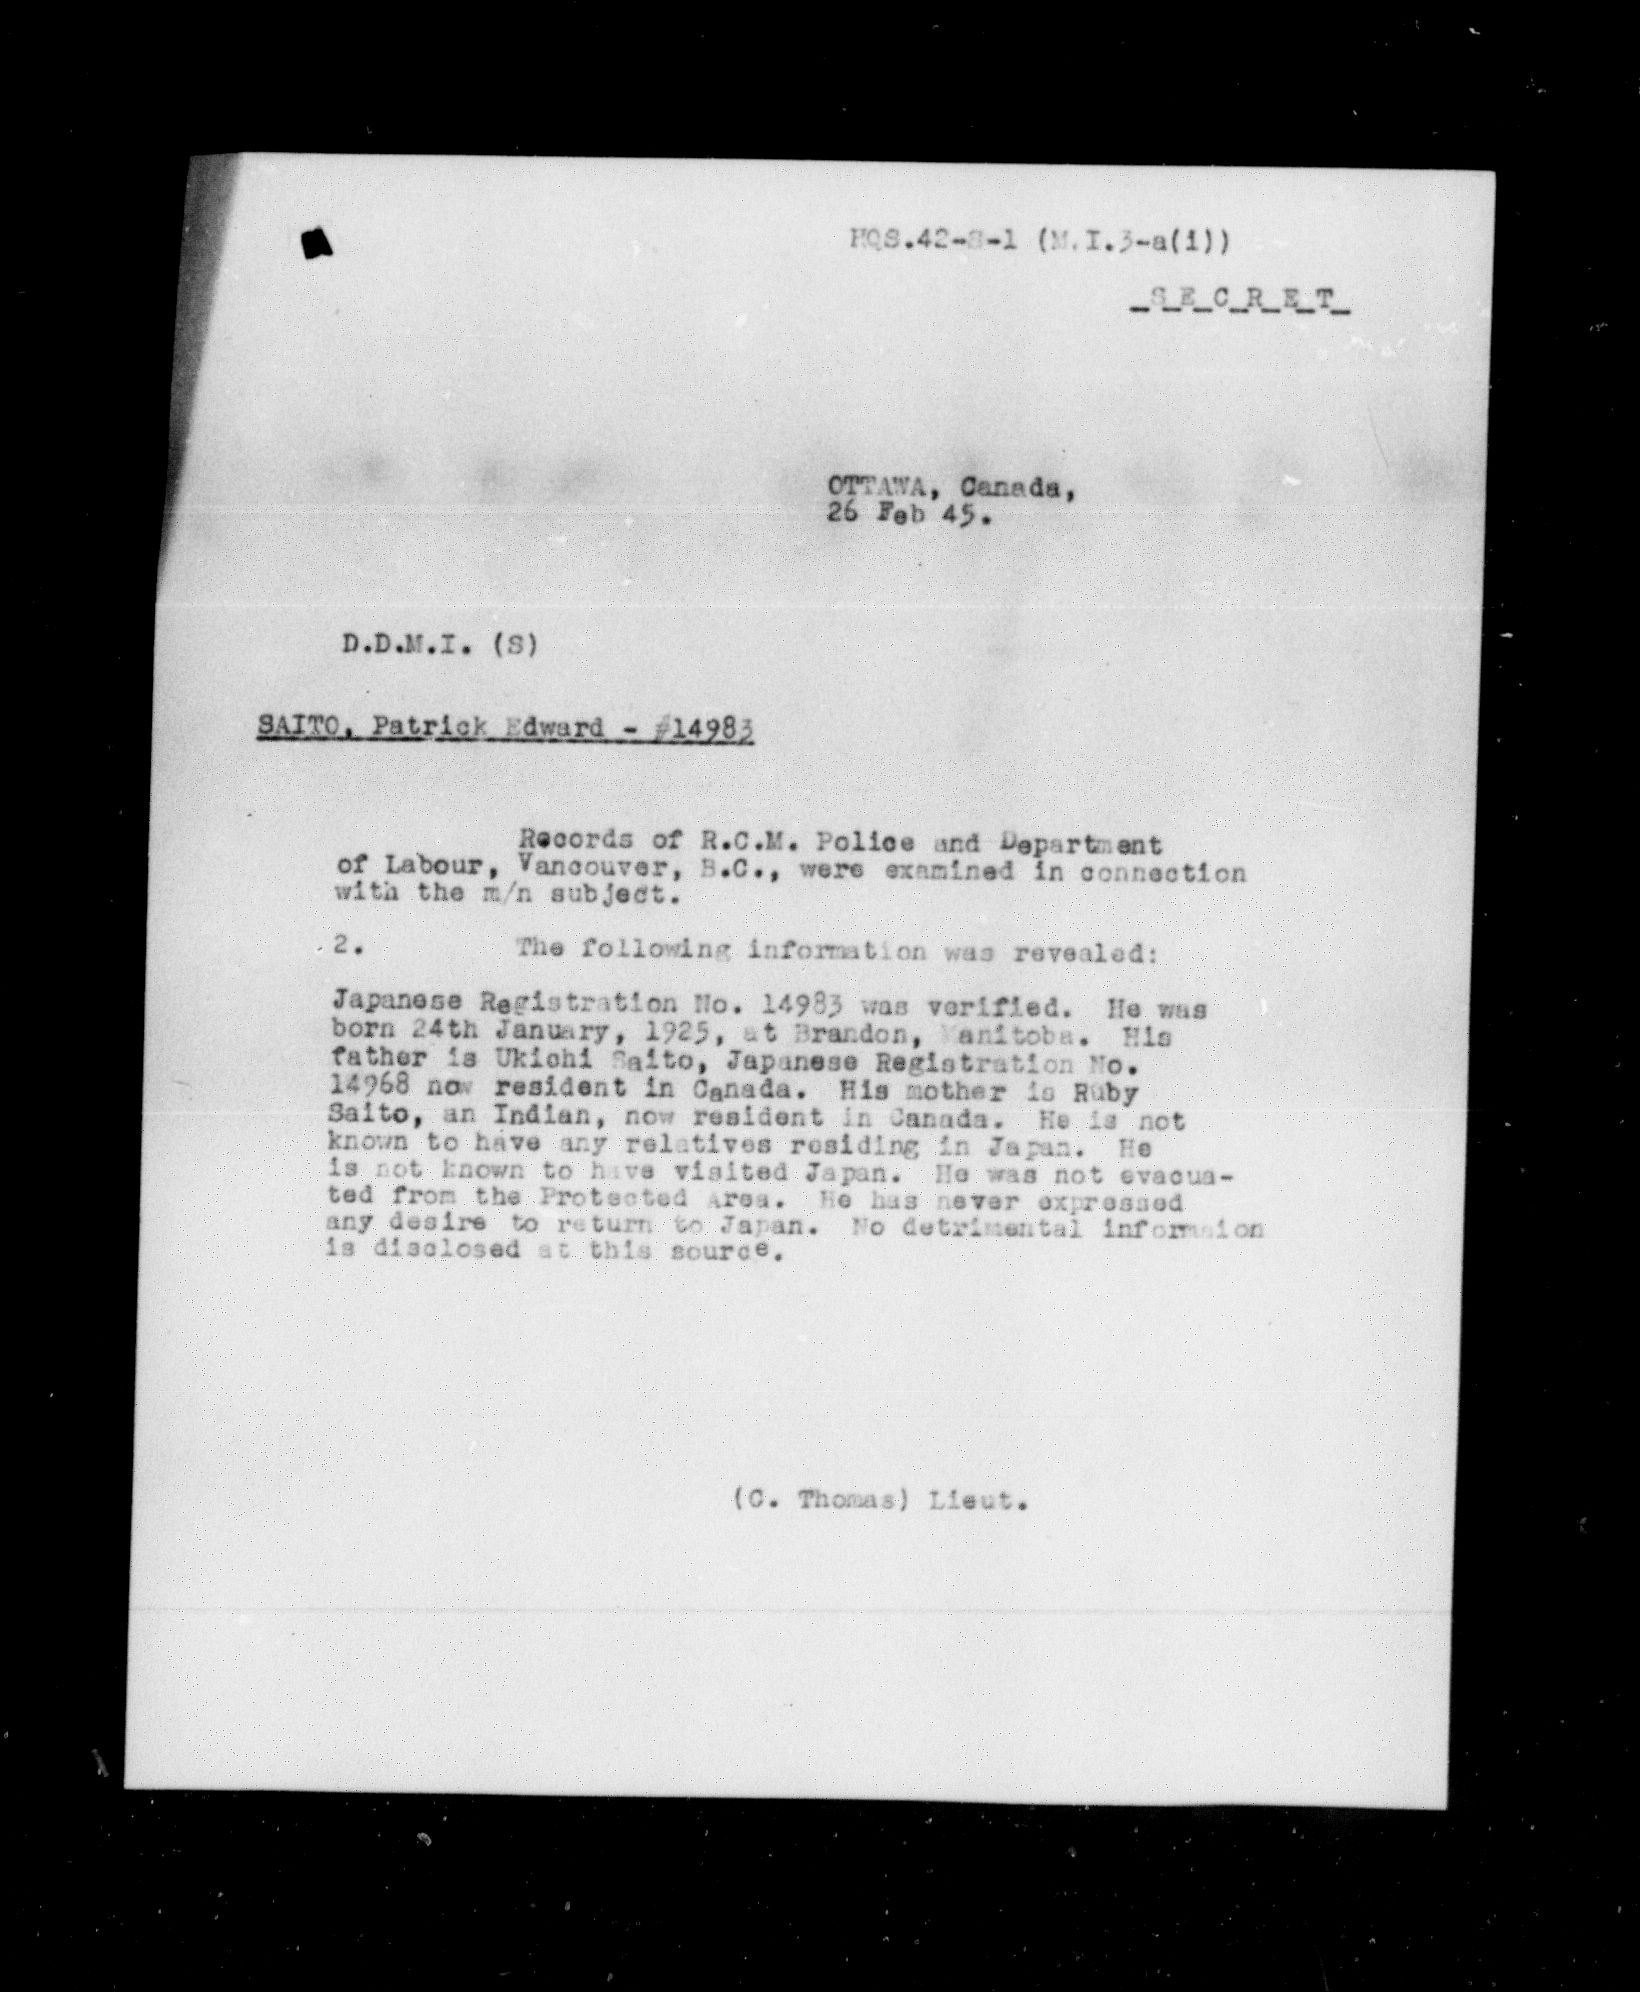 HQS.42-S-1 (M.I.3-a(i))
_S_E_C_R_E_T_
OTTAWA, Canada,
26 Feb 45.
D.D.M.I. (S)
SAITO, Patrick Edward - #14983
Records of R.C.M. Police and Department
of Labour, Vancouver, B.C., were examined in connection
with the m/n subject.
2. The following information was revealed:
Japanese Registration No. 14983 was verified. He was
born 24th January, 1925, at Brandon, Manitoba. His
father is Ukichi Saito, Japanese Registration No.
14968 now resident in Canada. His mother is Ruby
Saito, an Indian, now resident in Canada. He is not
known to have any relatives residing in Japan. He
is not known to have visited Japan. He was not evacua-
ted from the Protected Area. He has never expressed
any desire to return to Japan. No detrimental informaion
is disclosed at this source.
(C. Thomas) Lieut.